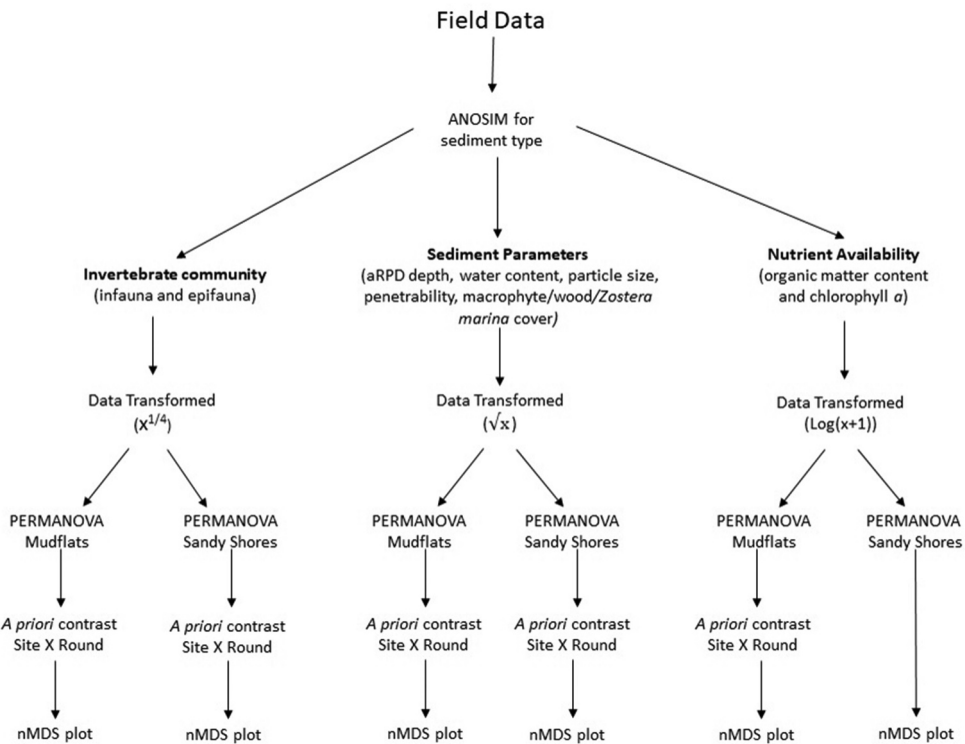 Field Data
ANOSIM for
sediment type
Invertebrate community
(infauna and epifauna)
Sediment Parameters
(aRPD depth, water content, particle size,
penetrability, macrophyte/wood/Zostera
marina cover)
Nutrient Availability
(organic matter content
and chlorophyll a)
Data Transformed
(X^1/4)
Data Transformed
(√x)
Data Transformed
(Log(x+1))
PERMANOVA
Mudflats
PERMANOVA
Sandy Shores
PERMANOVA
Mudflats
PERMANOVA
Sandy Shores
PERMANOVA
Mudflats
PERMANOVA
Sandy Shores
A priori contrast
Site X Round
A priori contrast
Site X Round
A priori contrast
Site X Round
A priori contrast
Site X Round
A priori contrast
Site X Round
nMDS plot
nMDS plot
nMDS plot
nMDS plot
nMDS plot
nMDS plot